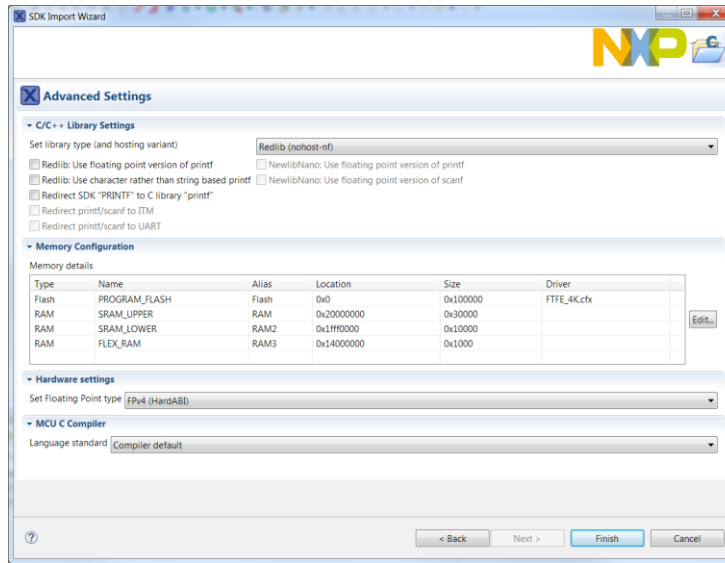 SDK Import Wizard
NXP
Advanced Settings
C/C++ Library Settings
Set library type (and hosting variant) Redlib (nohost-nf)
Redlib: Use floating point version of printf NewlibNano: Use floating point version of printf
Redlib: Use character rather than string based printf NewlibNano: Use floating point version of scanf
Redirect SDK "PRINTF" to C library "printf"
Redirect printf/scanf to ITM
Redirect printf/scanf to UART
Memory Configuration
Memory details
Type Name Alias Location Size Driver
Flash PROGRAM_FLASH Flash 0x0 0x100000 FTFE_4K.cfx
RAM SRAM_UPPER RAM 0x20000000 0x30000
RAM SRAM_LOWER RAM2 0x1fff0000 0x10000
RAM FLEX_RAM RAM3 0x14000000 0x1000
Edit...
Hardware settings
Set Floating Point type FPv4 (HardABI)
MCU C Compiler
Language standard Compiler default
? < Back Next > Finish Cancel